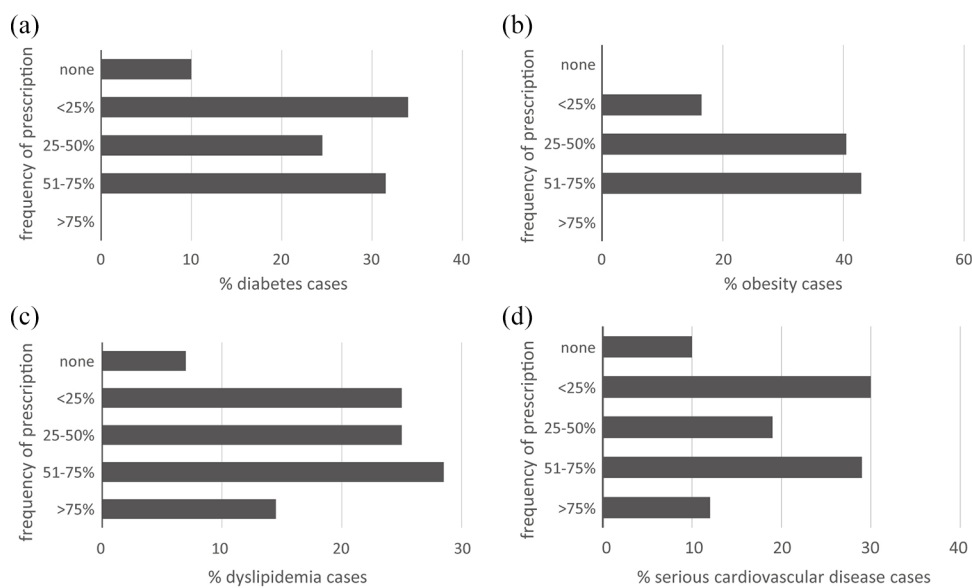 (a)
frequency of prescription
none
<25%
25-50%
51-75%
>75%
0 10 20 30 40
% diabetes cases
(b)
frequency of prescription
none
<25%
25-50%
51-75%
>75%
0 20 40 60
% obesity cases
(c)
frequency of prescription
none
<25%
25-50%
51-75%
>75%
0 10 20 30
% dyslipidemia cases
(d)
frequency of prescription
none
<25%
25-50%
51-75%
>75%
0 10 20 30 40
% serious cardiovascular disease cases